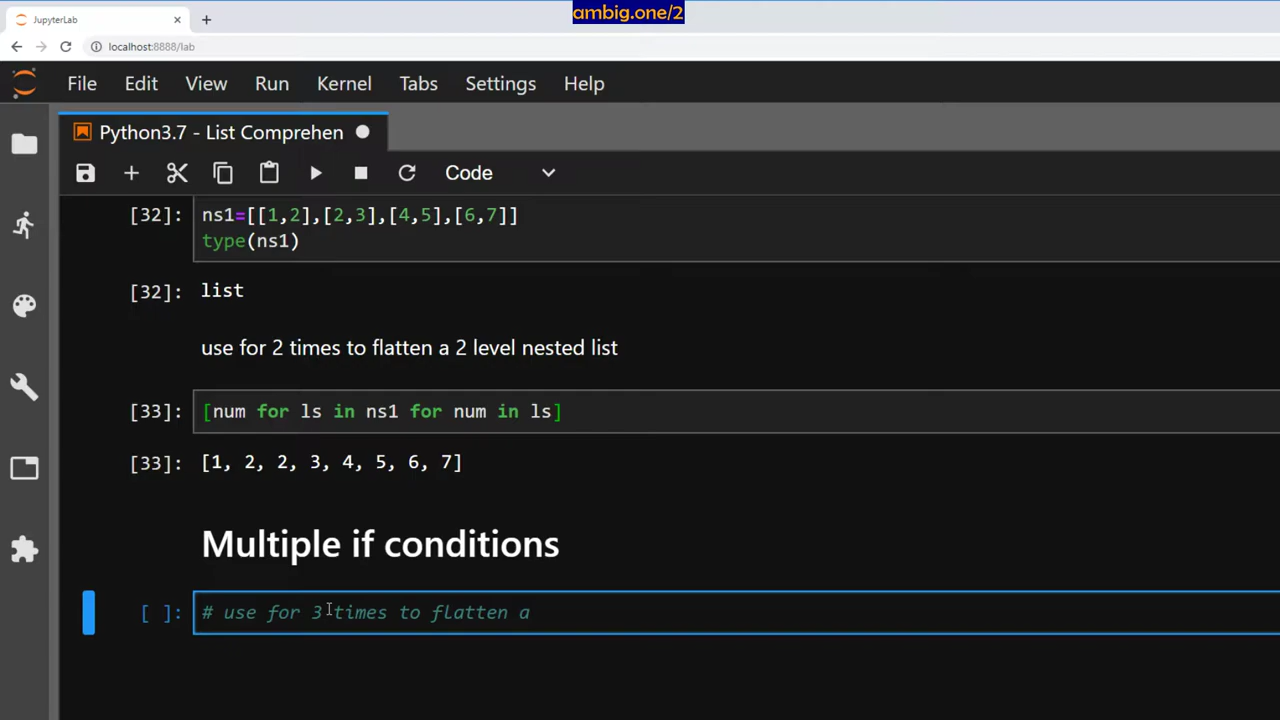 ambig.one/2
JupyterLab
localhost:8888/lab
File Edit View Run Kernel Tabs Settings Help
Python3.7 - List Comprehen
Code
[32]: ns1=[[1,2],[2,3],[4,5],[6,7]]
type(ns1)
[32]: list
use for 2 times to flatten a 2 level nested list
[33]: [num for ls in ns1 for num in ls]
[33]: [1, 2, 2, 3, 4, 5, 6, 7]
Multiple if conditions
[ ]: # use for 3 times to flatten a